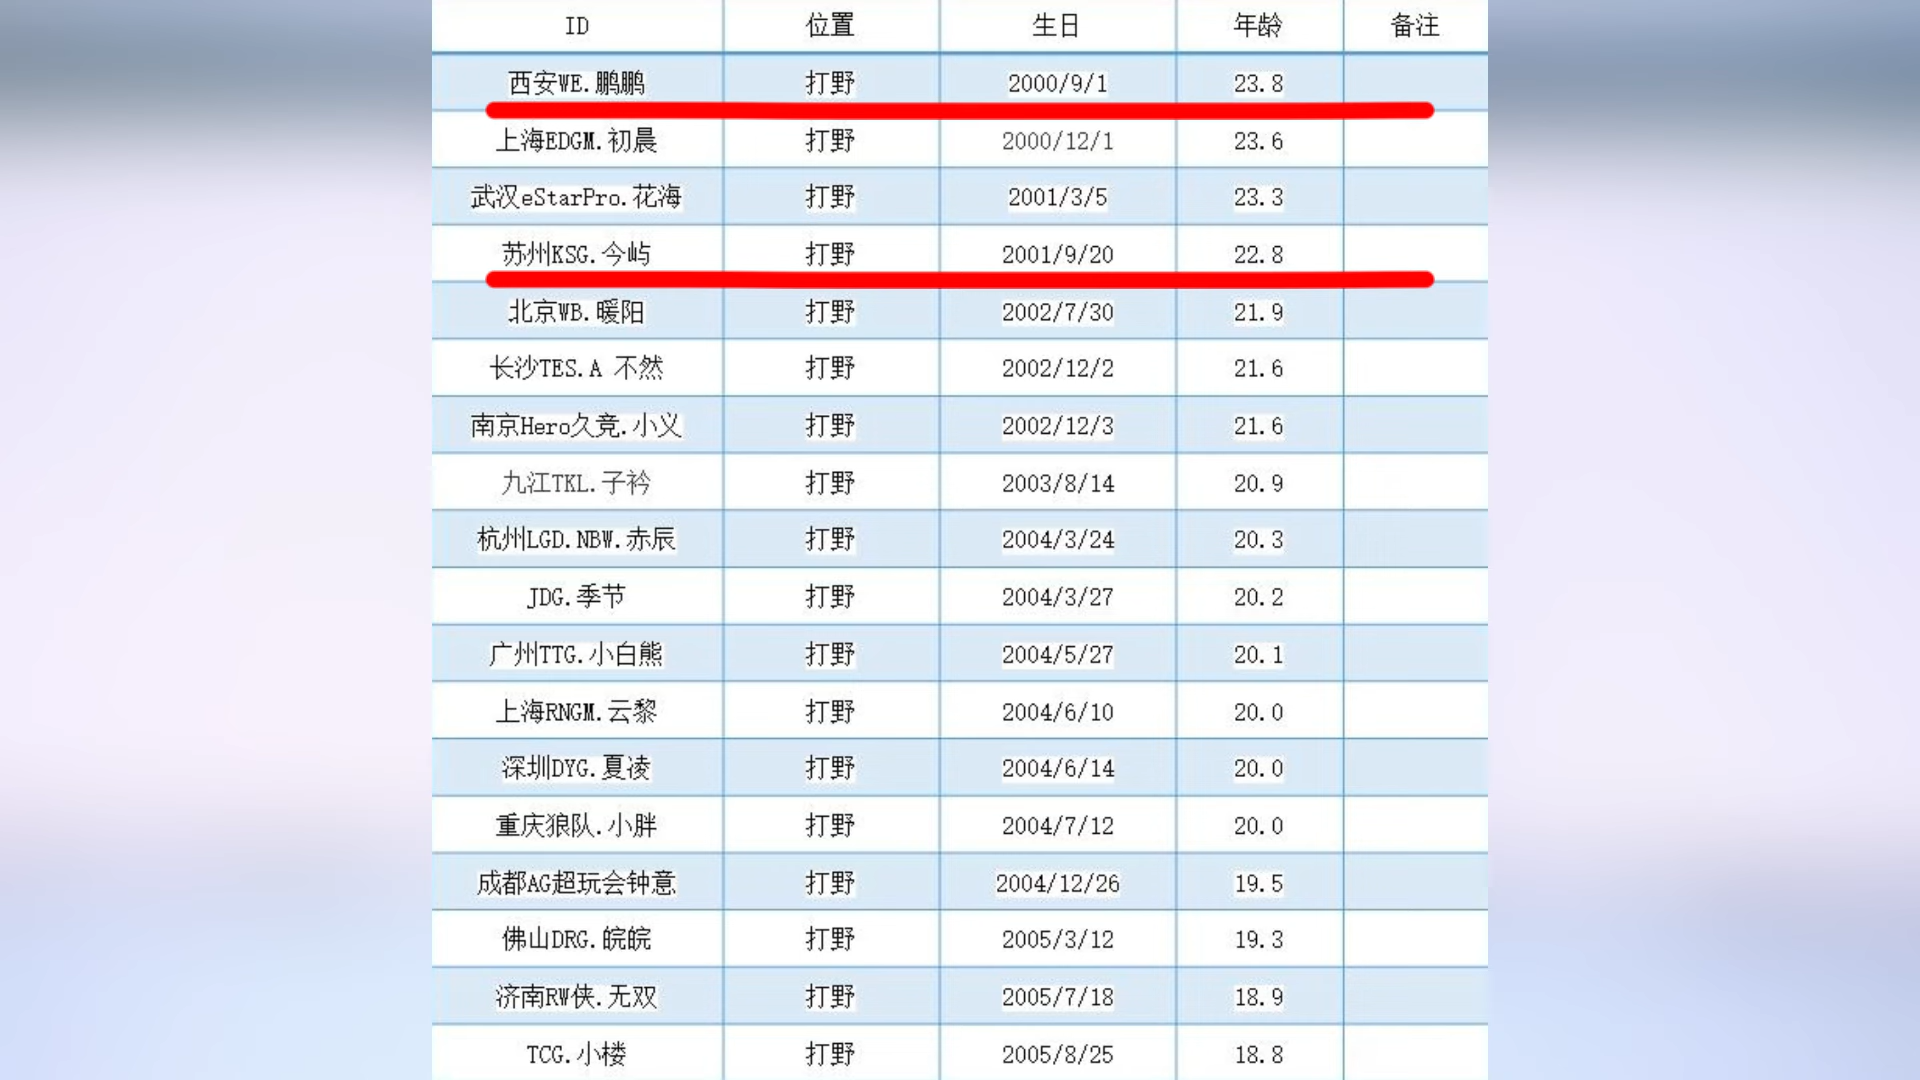 ID 位置 生日 年龄 备注
西安WE.鹏鹏 打野 2000/9/1 23.8
上海EDGM.初晨 打野 2000/12/1 23.6
武汉eStarPro.花海 打野 2001/3/5 23.3
苏州KSG.今屿 打野 2001/9/20 22.8
北京WB.暖阳 打野 2002/7/30 21.9
长沙TES.A 不然 打野 2002/12/2 21.6
南京Hero久竞.小义 打野 2002/12/3 21.6
九江TKL.子衿 打野 2003/8/14 20.9
杭州LGD.NBW.赤辰 打野 2004/3/24 20.3
JDG.季节 打野 2004/3/27 20.2
广州TTG.小白熊 打野 2004/5/27 20.1
上海RNGM.云黎 打野 2004/6/10 20.0
深圳DYG.夏凌 打野 2004/6/14 20.0
重庆狼队.小胖 打野 2004/7/12 20.0
成都AG超玩会钟意 打野 2004/12/26 19.5
佛山DRG.皖皖 打野 2005/3/12 19.3
济南RW侠.无双 打野 2005/7/18 18.9
TCG.小楼 打野 2005/8/25 18.8